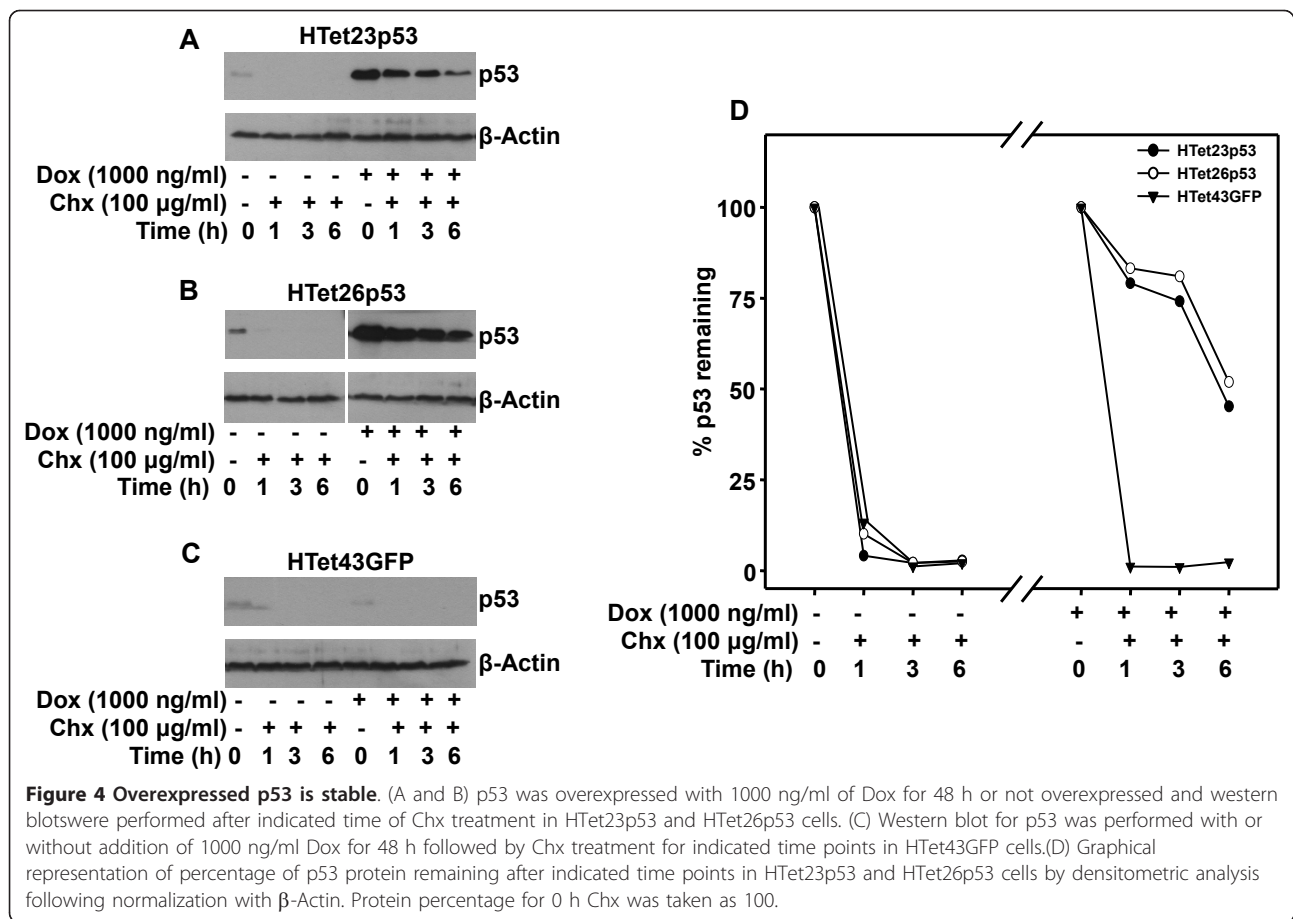 A
HTet23p53
p53
β-Actin
Dox (1000 ng/ml) - - - - + + + +
Chx (100 µg/ml) - + + + - + + +
Time (h) 0 1 3 6 0 1 3 6
B
HTet26p53
p53
β-Actin
Dox (1000 ng/ml) - - - - + + + +
Chx (100 µg/ml) - + + + - + + +
Time (h) 0 1 3 6 0 1 3 6
C
HTet43GFP
p53
β-Actin
Dox (1000 ng/ml) - - - - + + + +
Chx (100 µg/ml) - + + + - + + +
Time (h) 0 1 3 6 0 1 3 6
D
HTet23p53
HTet26p53
HTet43GFP
% p53 remaining
100
75
50
25
0
Dox (1000 ng/ml) - - - - + + + +
Chx (100 µg/ml) - + + + - + + +
Time (h) 0 1 3 6 0 1 3 6
Figure 4 Overexpressed p53 is stable. (A and B) p53 was overexpressed with 1000 ng/ml of Dox for 48 h or not overexpressed and western
blotswere performed after indicated time of Chx treatment in HTet23p53 and HTet26p53 cells. (C) Western blot for p53 was performed with or
without addition of 1000 ng/ml Dox for 48 h followed by Chx treatment for indicated time points in HTet43GFP cells.(D) Graphical
representation of percentage of p53 protein remaining after indicated time points in HTet23p53 and HTet26p53 cells by densitometric analysis
following normalization with β-Actin. Protein percentage for 0 h Chx was taken as 100.